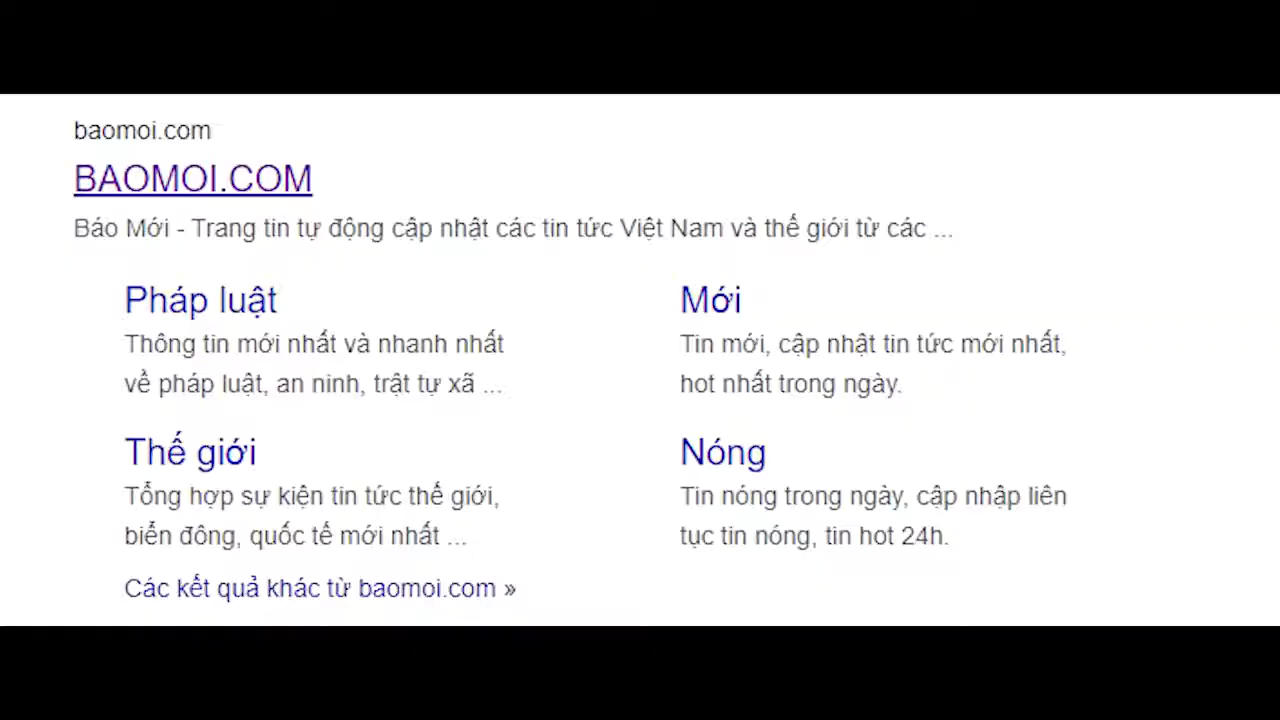 baomoi.com
BAOMOI.COM
Báo Mới - Trang tin tự động cập nhật các tin tức Việt Nam và thế giới từ các ...
Pháp luật
Thông tin mới nhất và nhanh nhất
về pháp luật, an ninh, trật tự xã ...
Mới
Tin mới, cập nhật tin tức mới nhất,
hot nhất trong ngày.
Thế giới
Tổng hợp sự kiện tin tức thế giới,
biển đông, quốc tế mới nhất ...
Nóng
Tin nóng trong ngày, cập nhập liên
tục tin nóng, tin hot 24h.
Các kết quả khác từ baomoi.com »